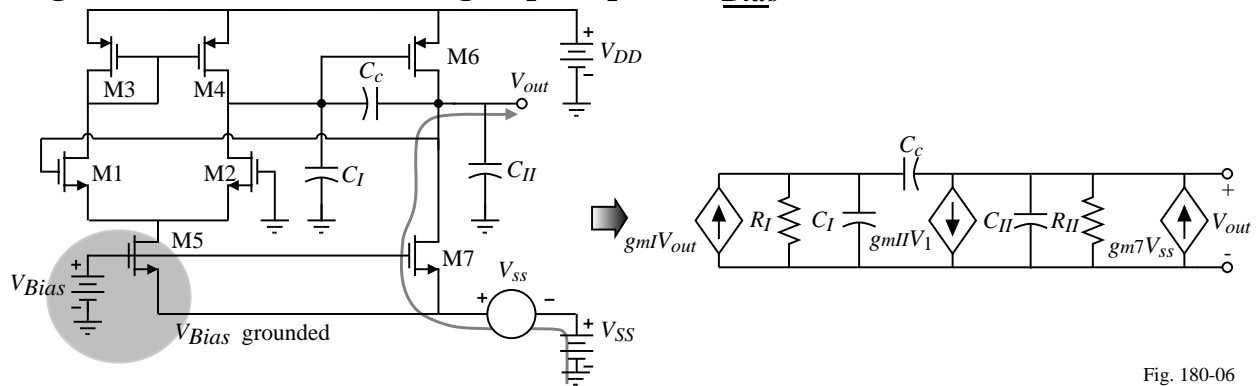 Bias
M3
M4
M6
Cc
Vout
+
-
VDD
M1
M2
CI
CII
M5
M7
Vss
+
–
VBias
+
-
VBias grounded
+
-
VSS
gmIVout
RI
CI
Cc
gmIIV1
CII
RII
gm7Vss
+
Vout
-
Fig. 180-06